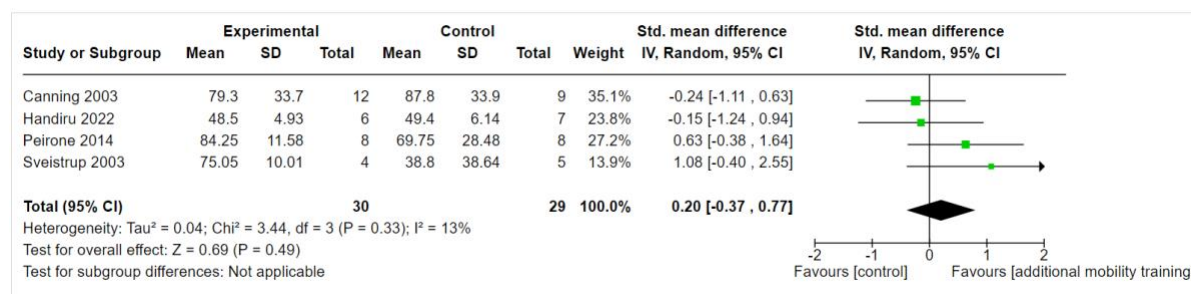 Experimental Control Std. mean difference Std. mean difference
Study or Subgroup Mean SD Total Mean SD Total Weight IV, Random, 95% CI IV, Random, 95% CI
Canning 2003 79.3 33.7 12 87.8 33.9 9 35.1% -0.24 [-1.11 , 0.63]
Handiru 2022 48.5 4.93 6 49.4 6.14 7 23.8% -0.15 [-1.24 , 0.94]
Peirone 2014 84.25 11.58 8 69.75 28.48 8 27.2% 0.63 [-0.38 , 1.64]
Sveistrup 2003 75.05 10.01 4 38.8 38.64 5 13.9% 1.08 [-0.40 , 2.55]
Total (95% CI) 30 29 100.0% 0.20 [-0.37 , 0.77]
Heterogeneity: Tau² = 0.04; Chi² = 3.44, df = 3 (P = 0.33); I² = 13%
Test for overall effect: Z = 0.69 (P = 0.49)
Test for subgroup differences: Not applicable
-2 -1 0 1 2
Favours [control] Favours [additional mobility training